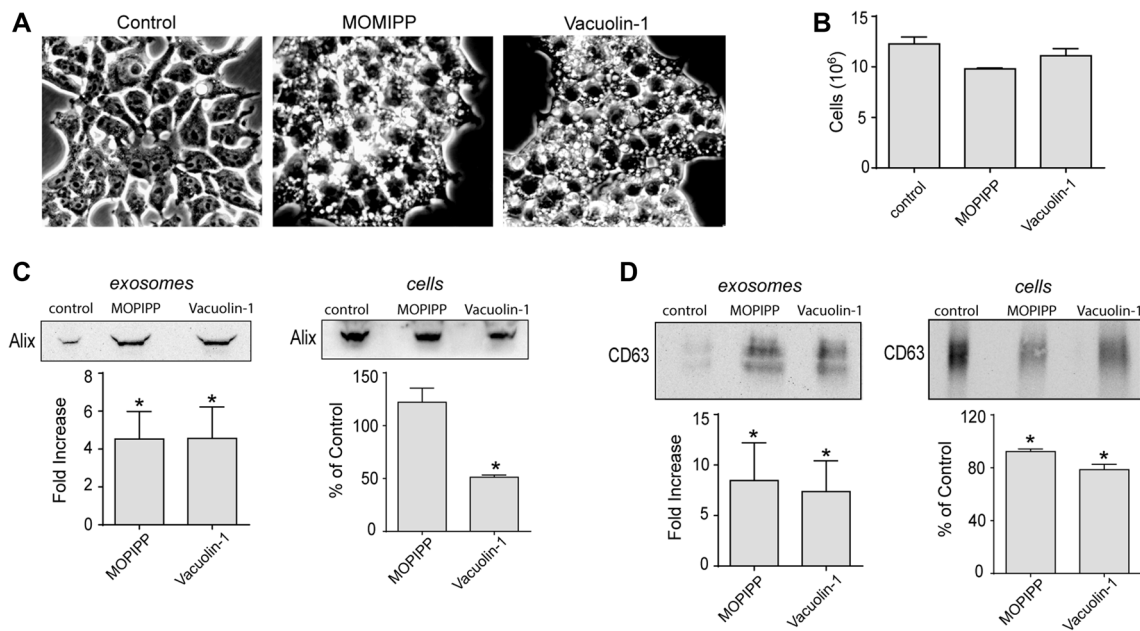 A
Control
MOMIPP
Vacuolin-1
B
Cells (10⁶)
15
10
5
0
control
MOPIPP
Vacuolin-1
C
exosomes
control
MOPIPP
Vacuolin-1
Alix
Fold Increase
8
6
4
2
0
*
*
MOPIPP
Vacuolin-1
cells
control
MOPIPP
Vacuolin-1
Alix
% of Control
150
100
50
0
*
MOPIPP
Vacuolin-1
D
exosomes
control
MOPIPP
Vacuolin-1
CD63
Fold Increase
15
10
5
0
*
*
MOPIPP
Vacuolin-1
cells
control
MOPIPP
Vacuolin-1
CD63
% of Control
120
80
40
0
*
*
MOPIPP
Vacuolin-1